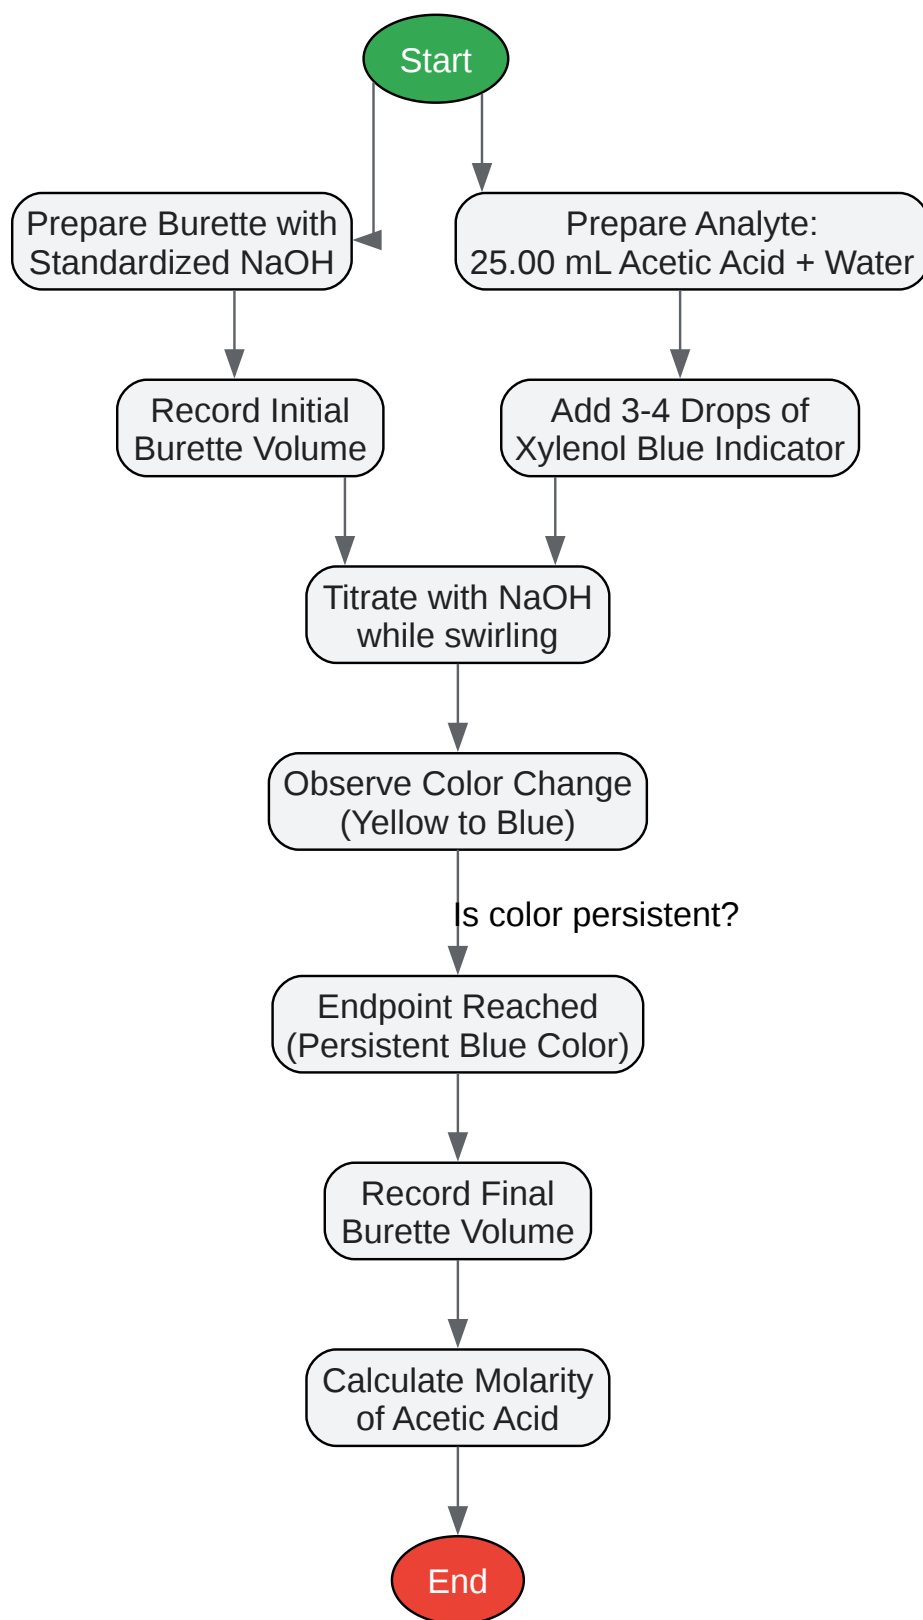 Start
Prepare Burette with
Standardized NaOH
Prepare Analyte:
25.00 mL Acetic Acid + Water
Record Initial
Burette Volume
Add 3-4 Drops of
Xylenol Blue Indicator
Titrate with NaOH
while swirling
Observe Color Change
(Yellow to Blue)
Is color persistent?
Endpoint Reached
(Persistent Blue Color)
Record Final
Burette Volume
Calculate Molarity
of Acetic Acid
End